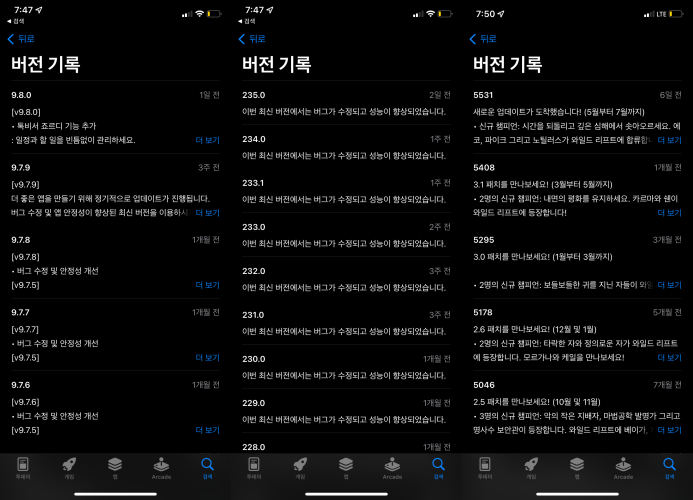 7:47
◂ 검색
뒤로
버전 기록
9.8.0 1일 전
[v9.8.0]
• 톡비서 죠르디 기능 추가
: 일정과 할 일을 빈틈없이 관리하세요. 더 보기
9.7.9 3주 전
[v9.7.9]
더 좋은 앱을 만들기 위해 정기적으로 업데이트가 진행됩니다.
버그 수정 및 앱 안정성이 향상된 최신 버전을 이용하시 더 보기
9.7.8 1개월 전
[v9.7.8]
• 버그 수정 및 안정성 개선
[v9.7.5] 더 보기
9.7.7 1개월 전
[v9.7.7]
• 버그 수정 및 안정성 개선
[v9.7.5] 더 보기
9.7.6 1개월 전
[v9.7.6]
• 버그 수정 및 안정성 개선
[v9.7.5] 더 보기
투데이 게임 앱 Arcade 검색
7:47
◂ 검색
뒤로
버전 기록
235.0 2일 전
이번 최신 버전에서는 버그가 수정되고 성능이 향상되었습니다.
234.0 1주 전
이번 최신 버전에서는 버그가 수정되고 성능이 향상되었습니다.
233.1 1주 전
이번 최신 버전에서는 버그가 수정되고 성능이 향상되었습니다.
233.0 2주 전
이번 최신 버전에서는 버그가 수정되고 성능이 향상되었습니다.
232.0 3주 전
이번 최신 버전에서는 버그가 수정되고 성능이 향상되었습니다.
231.0 3주 전
이번 최신 버전에서는 버그가 수정되고 성능이 향상되었습니다.
230.0 1개월 전
이번 최신 버전에서는 버그가 수정되고 성능이 향상되었습니다.
229.0 1개월 전
이번 최신 버전에서는 버그가 수정되고 성능이 향상되었습니다.
228.0 1개월 전
투데이 게임 앱 Arcade 검색
7:50 LTE
뒤로
버전 기록
5531 6일 전
새로운 업데이트가 도착했습니다! (5월부터 7월까지)
• 신규 챔피언: 시간을 되돌리고 깊은 심해에서 솟아오르세요. 에
코, 파이크 그리고 노틸러스가 와일드 리프트에 합류합 더 보기
5408 1개월 전
3.1 패치를 만나보세요! (3월부터 5월까지)
• 2명의 신규 챔피언: 내면의 평화를 유지하세요. 카르마와 쉔이
와일드 리프트에 등장합니다! 더 보기
5295 3개월 전
3.0 패치를 만나보세요! (1월부터 3월까지)
• 2명의 신규 챔피언: 보들보들한 귀를 지닌 자들이 와일 더 보기
5178 5개월 전
2.6 패치를 만나보세요! (12월 및 1월)
• 2명의 신규 챔피언: 타락한 자와 정의로운 자가 와일드 리프트
에 등장합니다. 모르가나와 케일을 만나보세요! 더 보기
5046 7개월 전
2.5 패치를 만나보세요! (10월 및 11월)
• 3명의 신규 챔피언: 악의 작은 지배자, 마법공학 발명가 그리고
명사수 보안관이 등장합니다. 와일드 리프트에 베이가, 더 보기
투데이 게임 앱 Arcade 검색